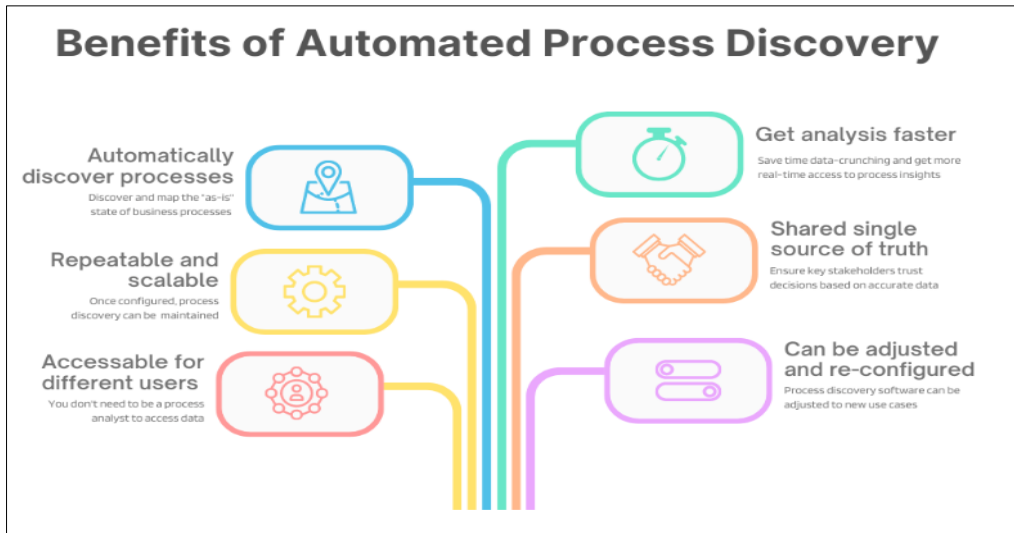 Benefits of Automated Process Discovery
Automatically
discover processes
Discover and map the "as-is"
state of business processes
Repeatable and
scalable
Once configured, process
discovery can be maintained
Accessable for
different users
You don't need to be a process
analyst to access data
Get analysis faster
Save time data-crunching and get more
real-time access to process insights
Shared single
source of truth
Ensure key stakeholders trust
decisions based on accurate data
Can be adjusted
and re-configured
Process discovery software can be
adjusted to new use cases